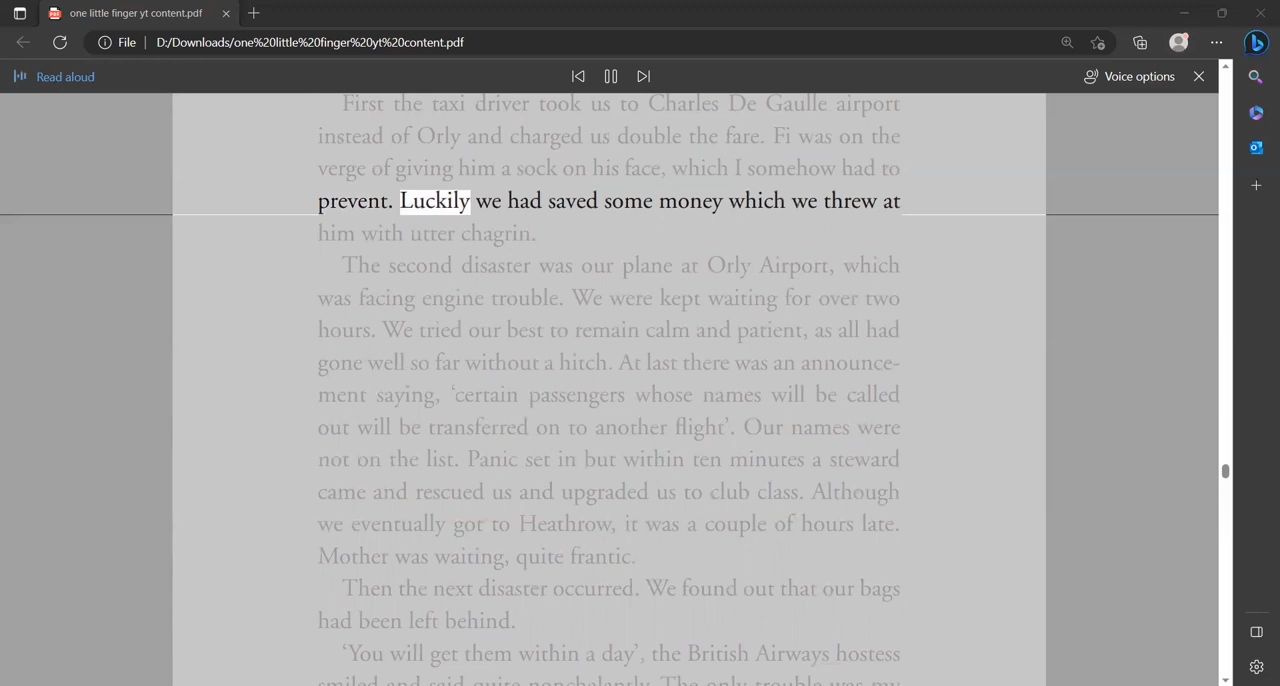 one little finger yt content.pdf
File
D:/Downloads/one%20little%20finger%20yt%20content.pdf
Read aloud
Voice options
First the taxi driver took us to Charles De Gaulle airport
instead of Orly and charged us double the fare. Fi was on the
verge of giving him a sock on his face, which I somehow had to
prevent. Luckily we had saved some money which we threw at
him with utter chagrin.
The second disaster was our plane at Orly Airport, which
was facing engine trouble. We were kept waiting for over two
hours. We tried our best to remain calm and patient, as all had
gone well so far without a hitch. At last there was an announce-
ment saying, ‘certain passengers whose names will be called
out will be transferred on to another flight’. Our names were
not on the list. Panic set in but within ten minutes a steward
came and rescued us and upgraded us to club class. Although
we eventually got to Heathrow, it was a couple of hours late.
Mother was waiting, quite frantic.
Then the next disaster occurred. We found out that our bags
had been left behind.
‘You will get them within a day’, the British Airways hostess
smiled and said quite nonchalantly. The only trouble was my